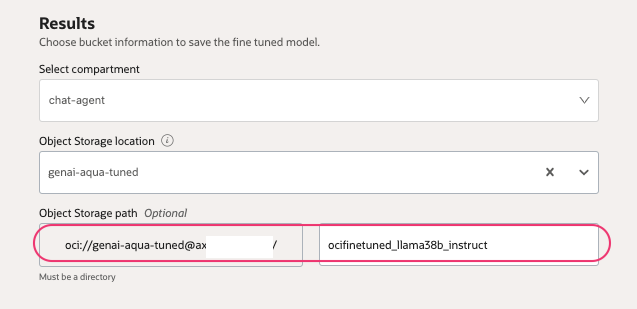 Results
Choose bucket information to save the fine tuned model.
Select compartment
chat-agent
Object Storage location
genai-aqua-tuned
Object Storage path Optional
oci://genai-aqua-tuned@ax / ocifinetuned_llama38b_instruct
Must be a directory